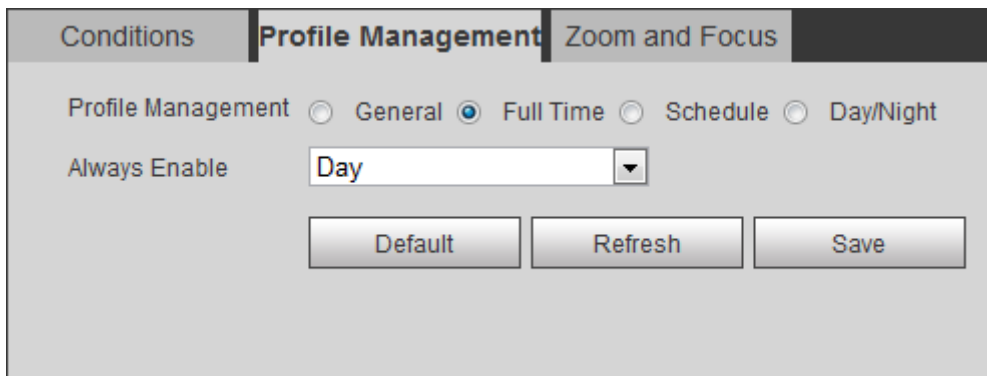 Conditions Profile Management Zoom and Focus
Profile Management General Full Time Schedule Day/Night
Always Enable Day
Default Refresh Save